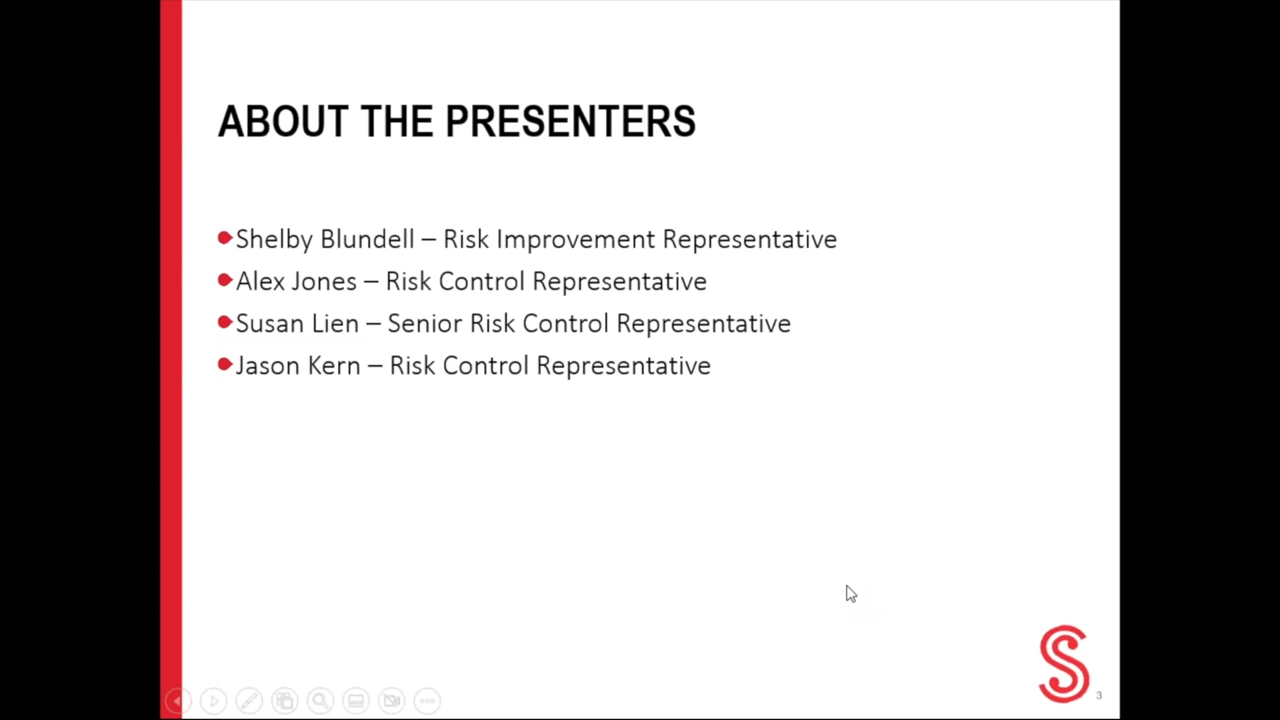 ABOUT THE PRESENTERS
Shelby Blundell – Risk Improvement Representative
Alex Jones – Risk Control Representative
Susan Lien – Senior Risk Control Representative
Jason Kern – Risk Control Representative
S
3